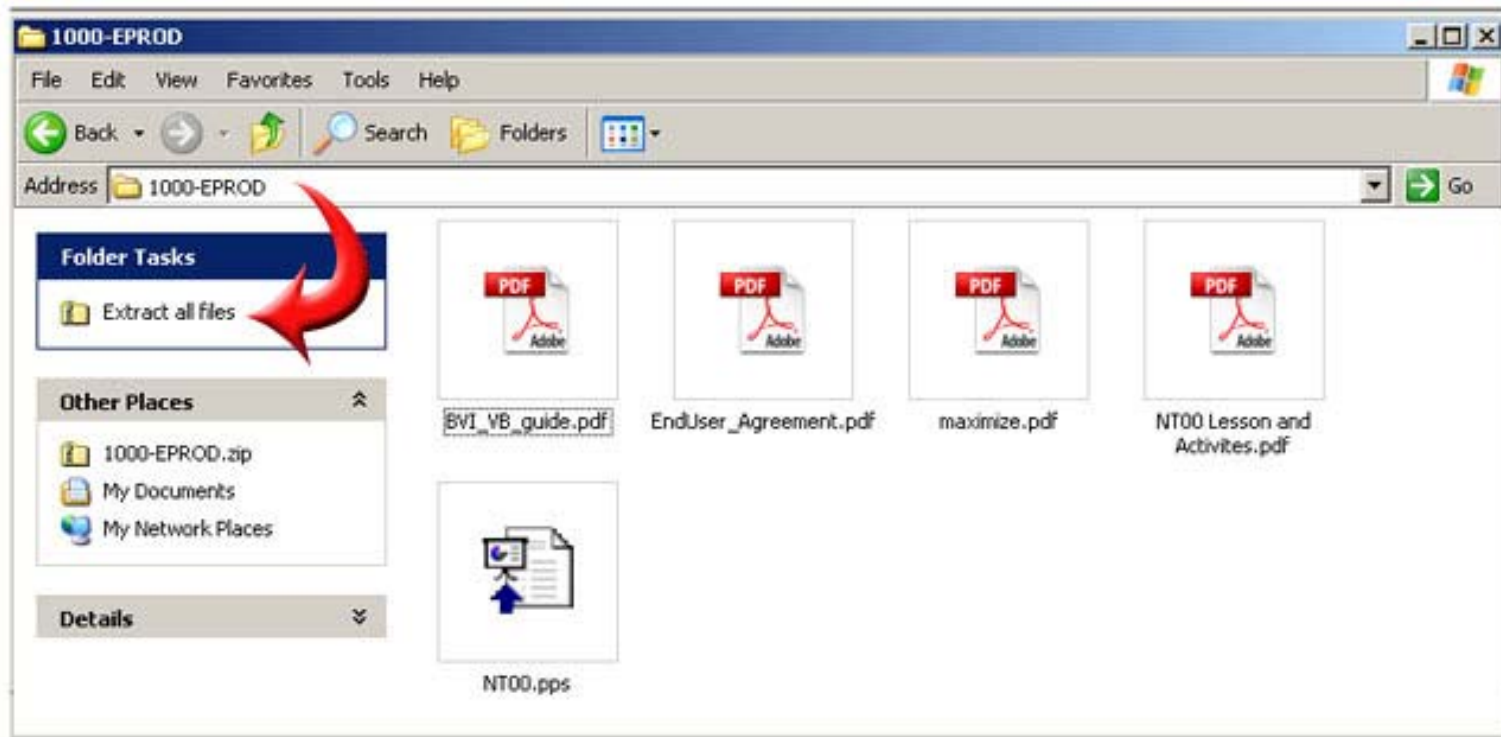 1000-EPROD
File Edit View Favorites Tools Help
Back Search Folders
Address 1000-EPROD Go
Folder Tasks
Extract all files
Other Places
1000-EPROD.zip
My Documents
My Network Places
Details
PDF PDF PDF PDF
Adobe Adobe Adobe Adobe
BVI_VB_guide.pdf EndUser_Agreement.pdf maximize.pdf NT00 Lesson and
Activites.pdf
NT00.pps